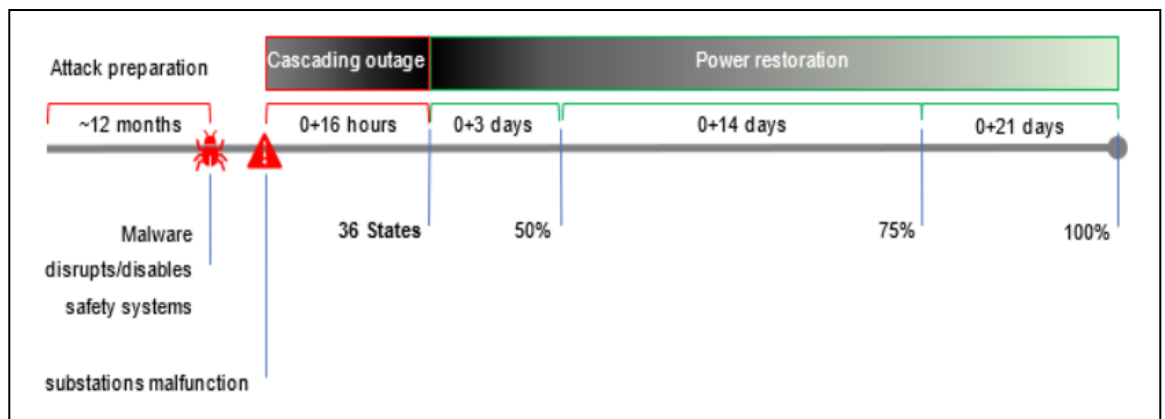 Attack preparation
Cascading outage
Power restoration
~12 months
0+16 hours
0+3 days
0+14 days
0+21 days
36 States
50%
75%
100%
Malware
disrupts/disables
safety systems
substations malfunction